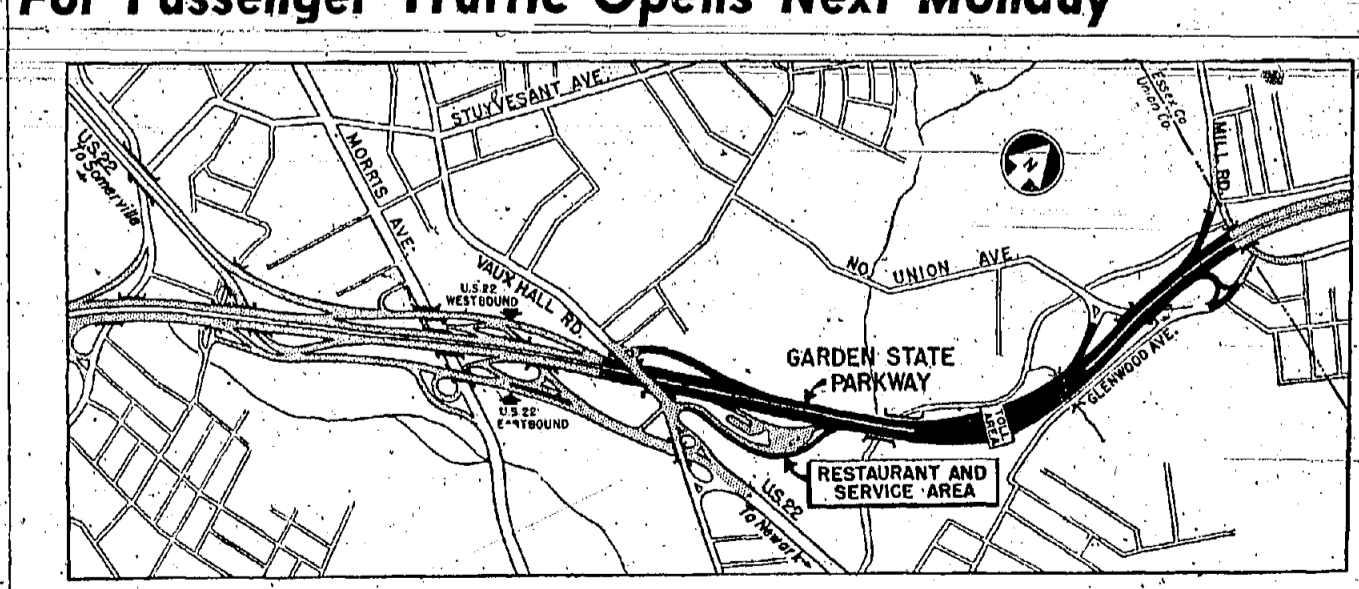 For Passenger Traffic Opens Next Monday
STUYVESANT AVE.
Essex Co
Union Co
U.S. 22
To Somerville
MORRIS AVE.
MILL RD.
N
VAUX HALL RD.
NO. UNION AVE.
U.S. 22
WESTBOUND
GARDEN STATE
PARKWAY
GLENWOOD AVE.
U.S. 22
EASTBOUND
TOLL
AREA
RESTAURANT AND
SERVICE AREA
U.S. 22
To Newark